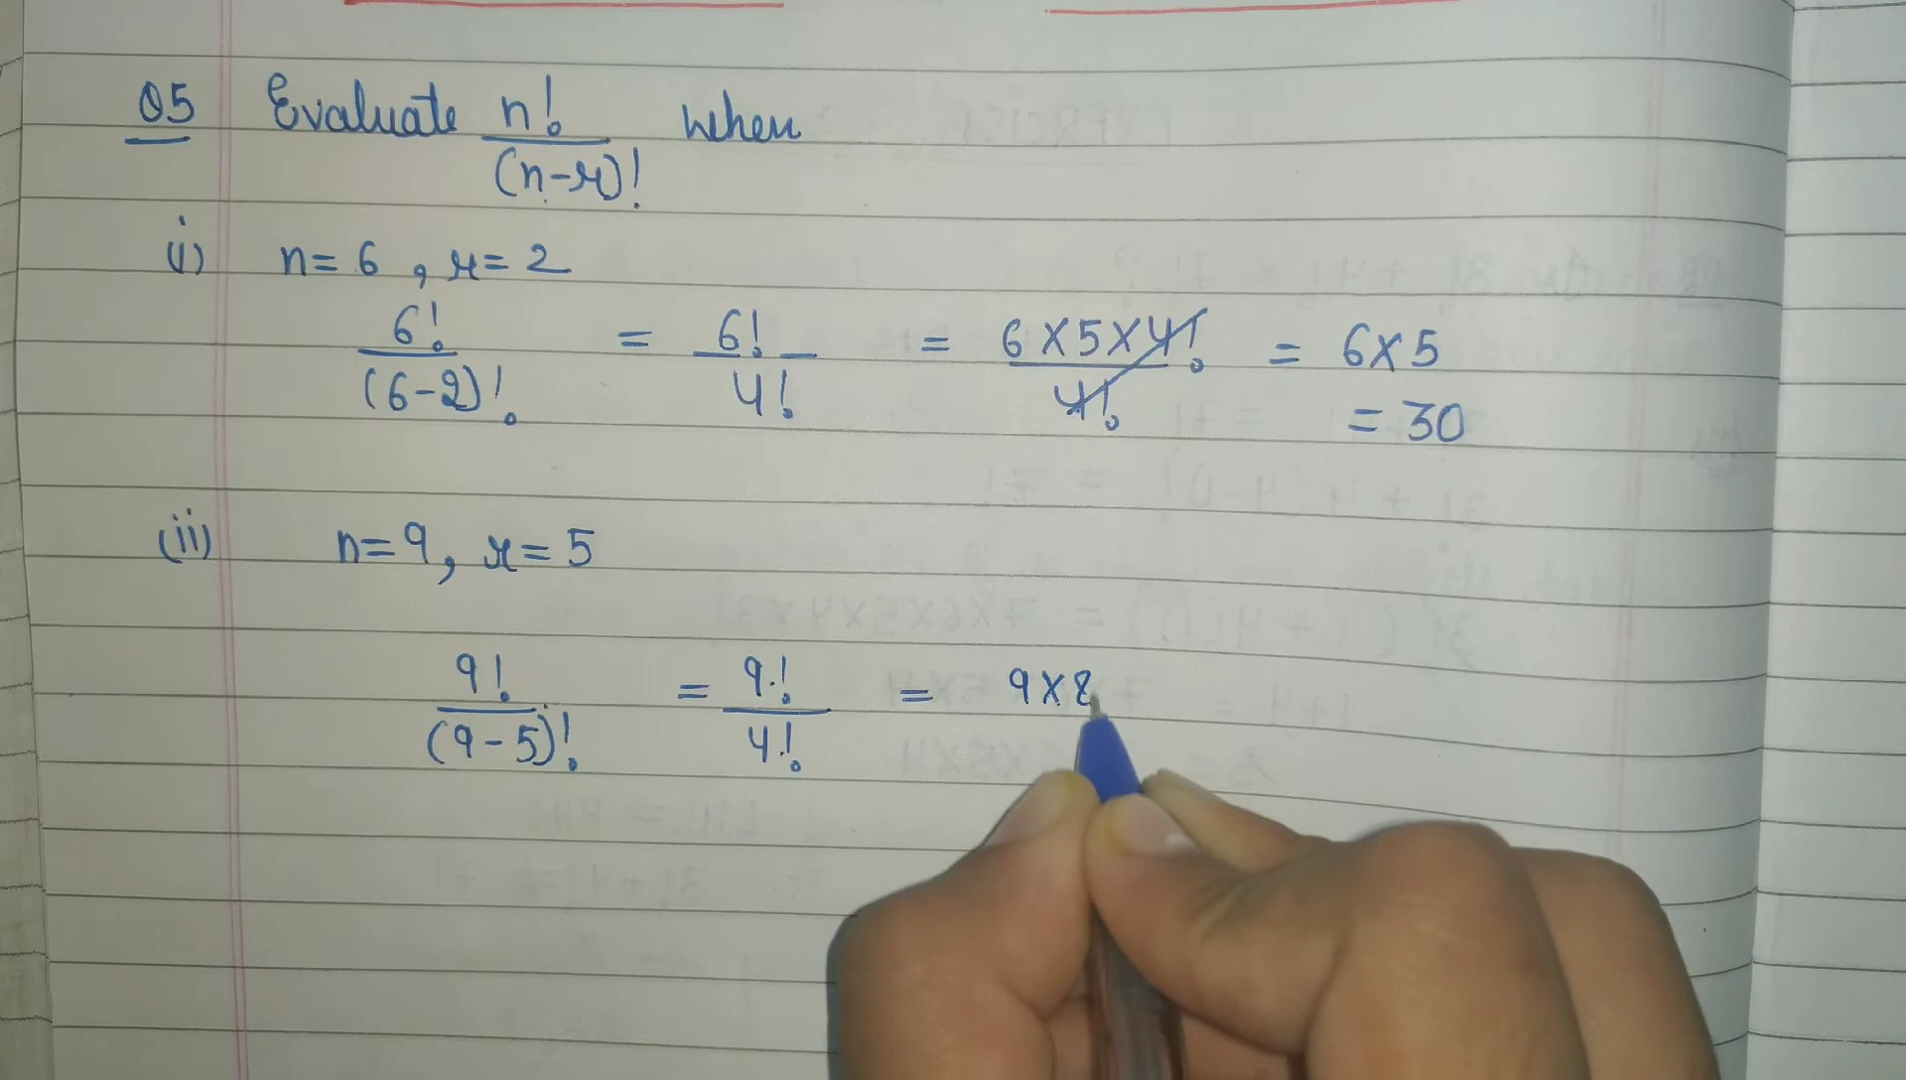 Q5 Evaluate n!/(n-r)! when
(i) n=6, r=2
6!/(6-2)! = 6!/4! = 6×5×4!/4! = 6×5
= 30
(ii) n=9, r=5
9!/(9-5)! = 9!/4! = 9×8